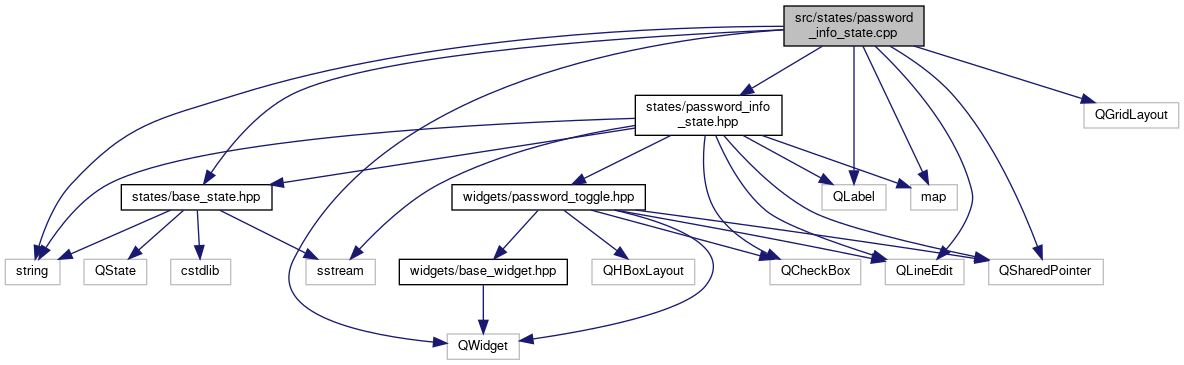 src/states/password
_info_state.cpp
states/password_info
_state.hpp
QGridLayout
states/base_state.hpp
widgets/password_toggle.hpp
QLabel
map
string
QState
cstdlib
sstream
widgets/base_widget.hpp
QHBoxLayout
QCheckBox
QLineEdit
QSharedPointer
QWidget